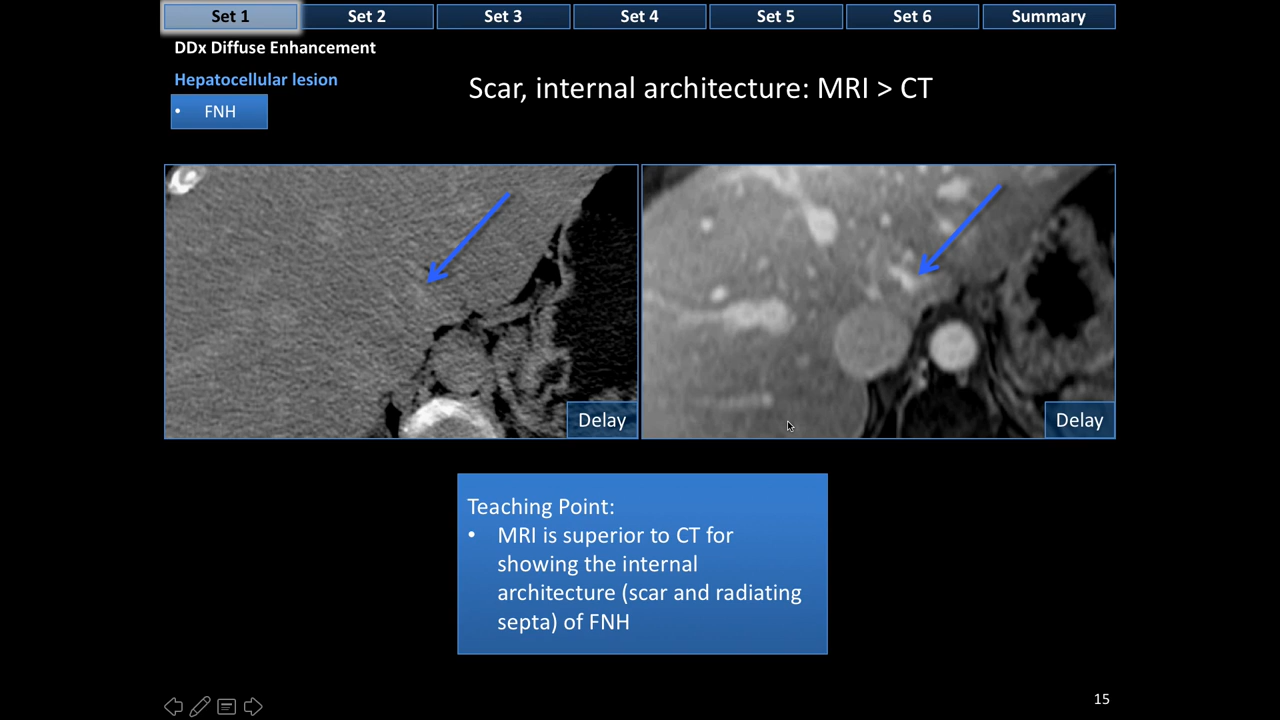 Set 1 Set 2 Set 3 Set 4 Set 5 Set 6 Summary
DDx Diffuse Enhancement
Hepatocellular lesion
• FNH
Scar, internal architecture: MRI > CT
Delay
Delay
Teaching Point:
• MRI is superior to CT for
showing the internal
architecture (scar and radiating
septa) of FNH
15